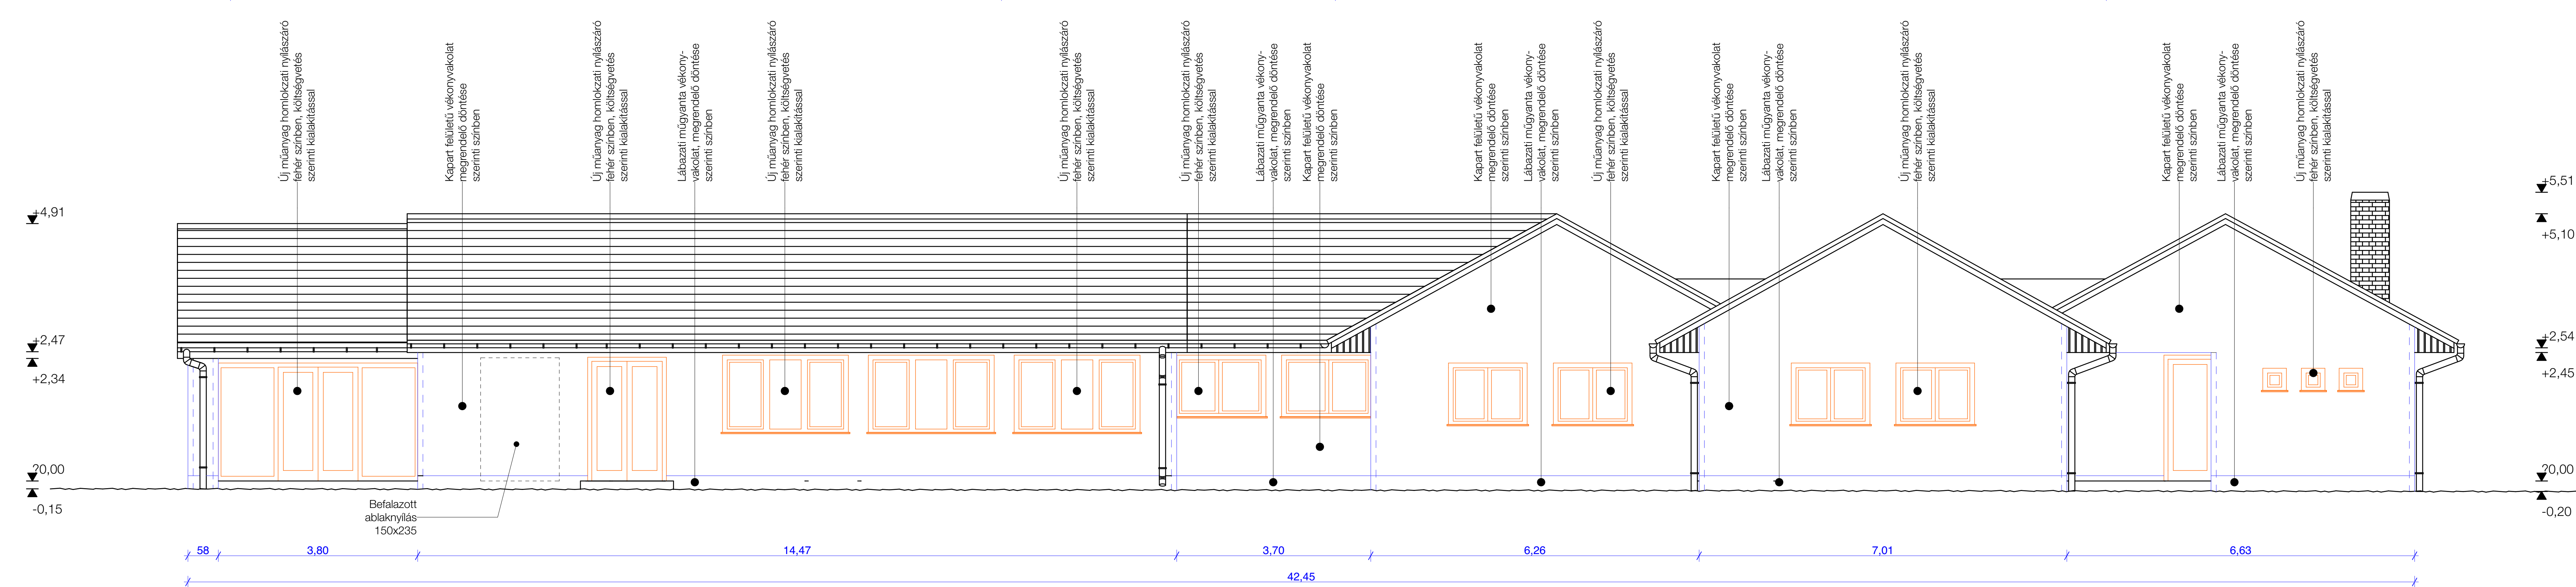 Új műanyag homlokzati nyílászáró
fehér színben, költségvetés
szerinti kialakítással
Kapart felületű vékonyvakolat
megrendelő döntése
szerinti színben
Új műanyag homlokzati nyílászáró
fehér színben, költségvetés
szerinti kialakítással
Lábazati műgyanta vékony-
vakolat, megrendelő döntése
szerinti színben
Új műanyag homlokzati nyílászáró
fehér színben, költségvetés
szerinti kialakítással
Új műanyag homlokzati nyílászáró
fehér színben, költségvetés
szerinti kialakítással
Új műanyag homlokzati nyílászáró
fehér színben, költségvetés
szerinti kialakítással
Lábazati műgyanta vékony-
vakolat, megrendelő döntése
szerinti színben
Kapart felületű vékonyvakolat
megrendelő döntése
szerinti színben
Kapart felületű vékonyvakolat
megrendelő döntése
szerinti színben
Lábazati műgyanta vékony-
vakolat, megrendelő döntése
szerinti színben
Új műanyag homlokzati nyílászáró
fehér színben, költségvetés
szerinti kialakítással
Kapart felületű vékonyvakolat
megrendelő döntése
szerinti színben
Lábazati műgyanta vékony-
vakolat, megrendelő döntése
szerinti színben
Új műanyag homlokzati nyílászáró
fehér színben, költségvetés
szerinti kialakítással
Kapart felületű vékonyvakolat
megrendelő döntése
szerinti színben
Lábazati műgyanta vékony-
vakolat, megrendelő döntése
szerinti színben
Új műanyag homlokzati nyílászáró
fehér színben, költségvetés
szerinti kialakítással
+4,91
+2,47
+2,34
?0,00
-0,15
+5,51
+5,10
+2,54
+2,45
?0,00
-0,20
Befalazott
ablaknyílás
150x235
58
3,80
14,47
3,70
6,26
7,01
6,63
42,45